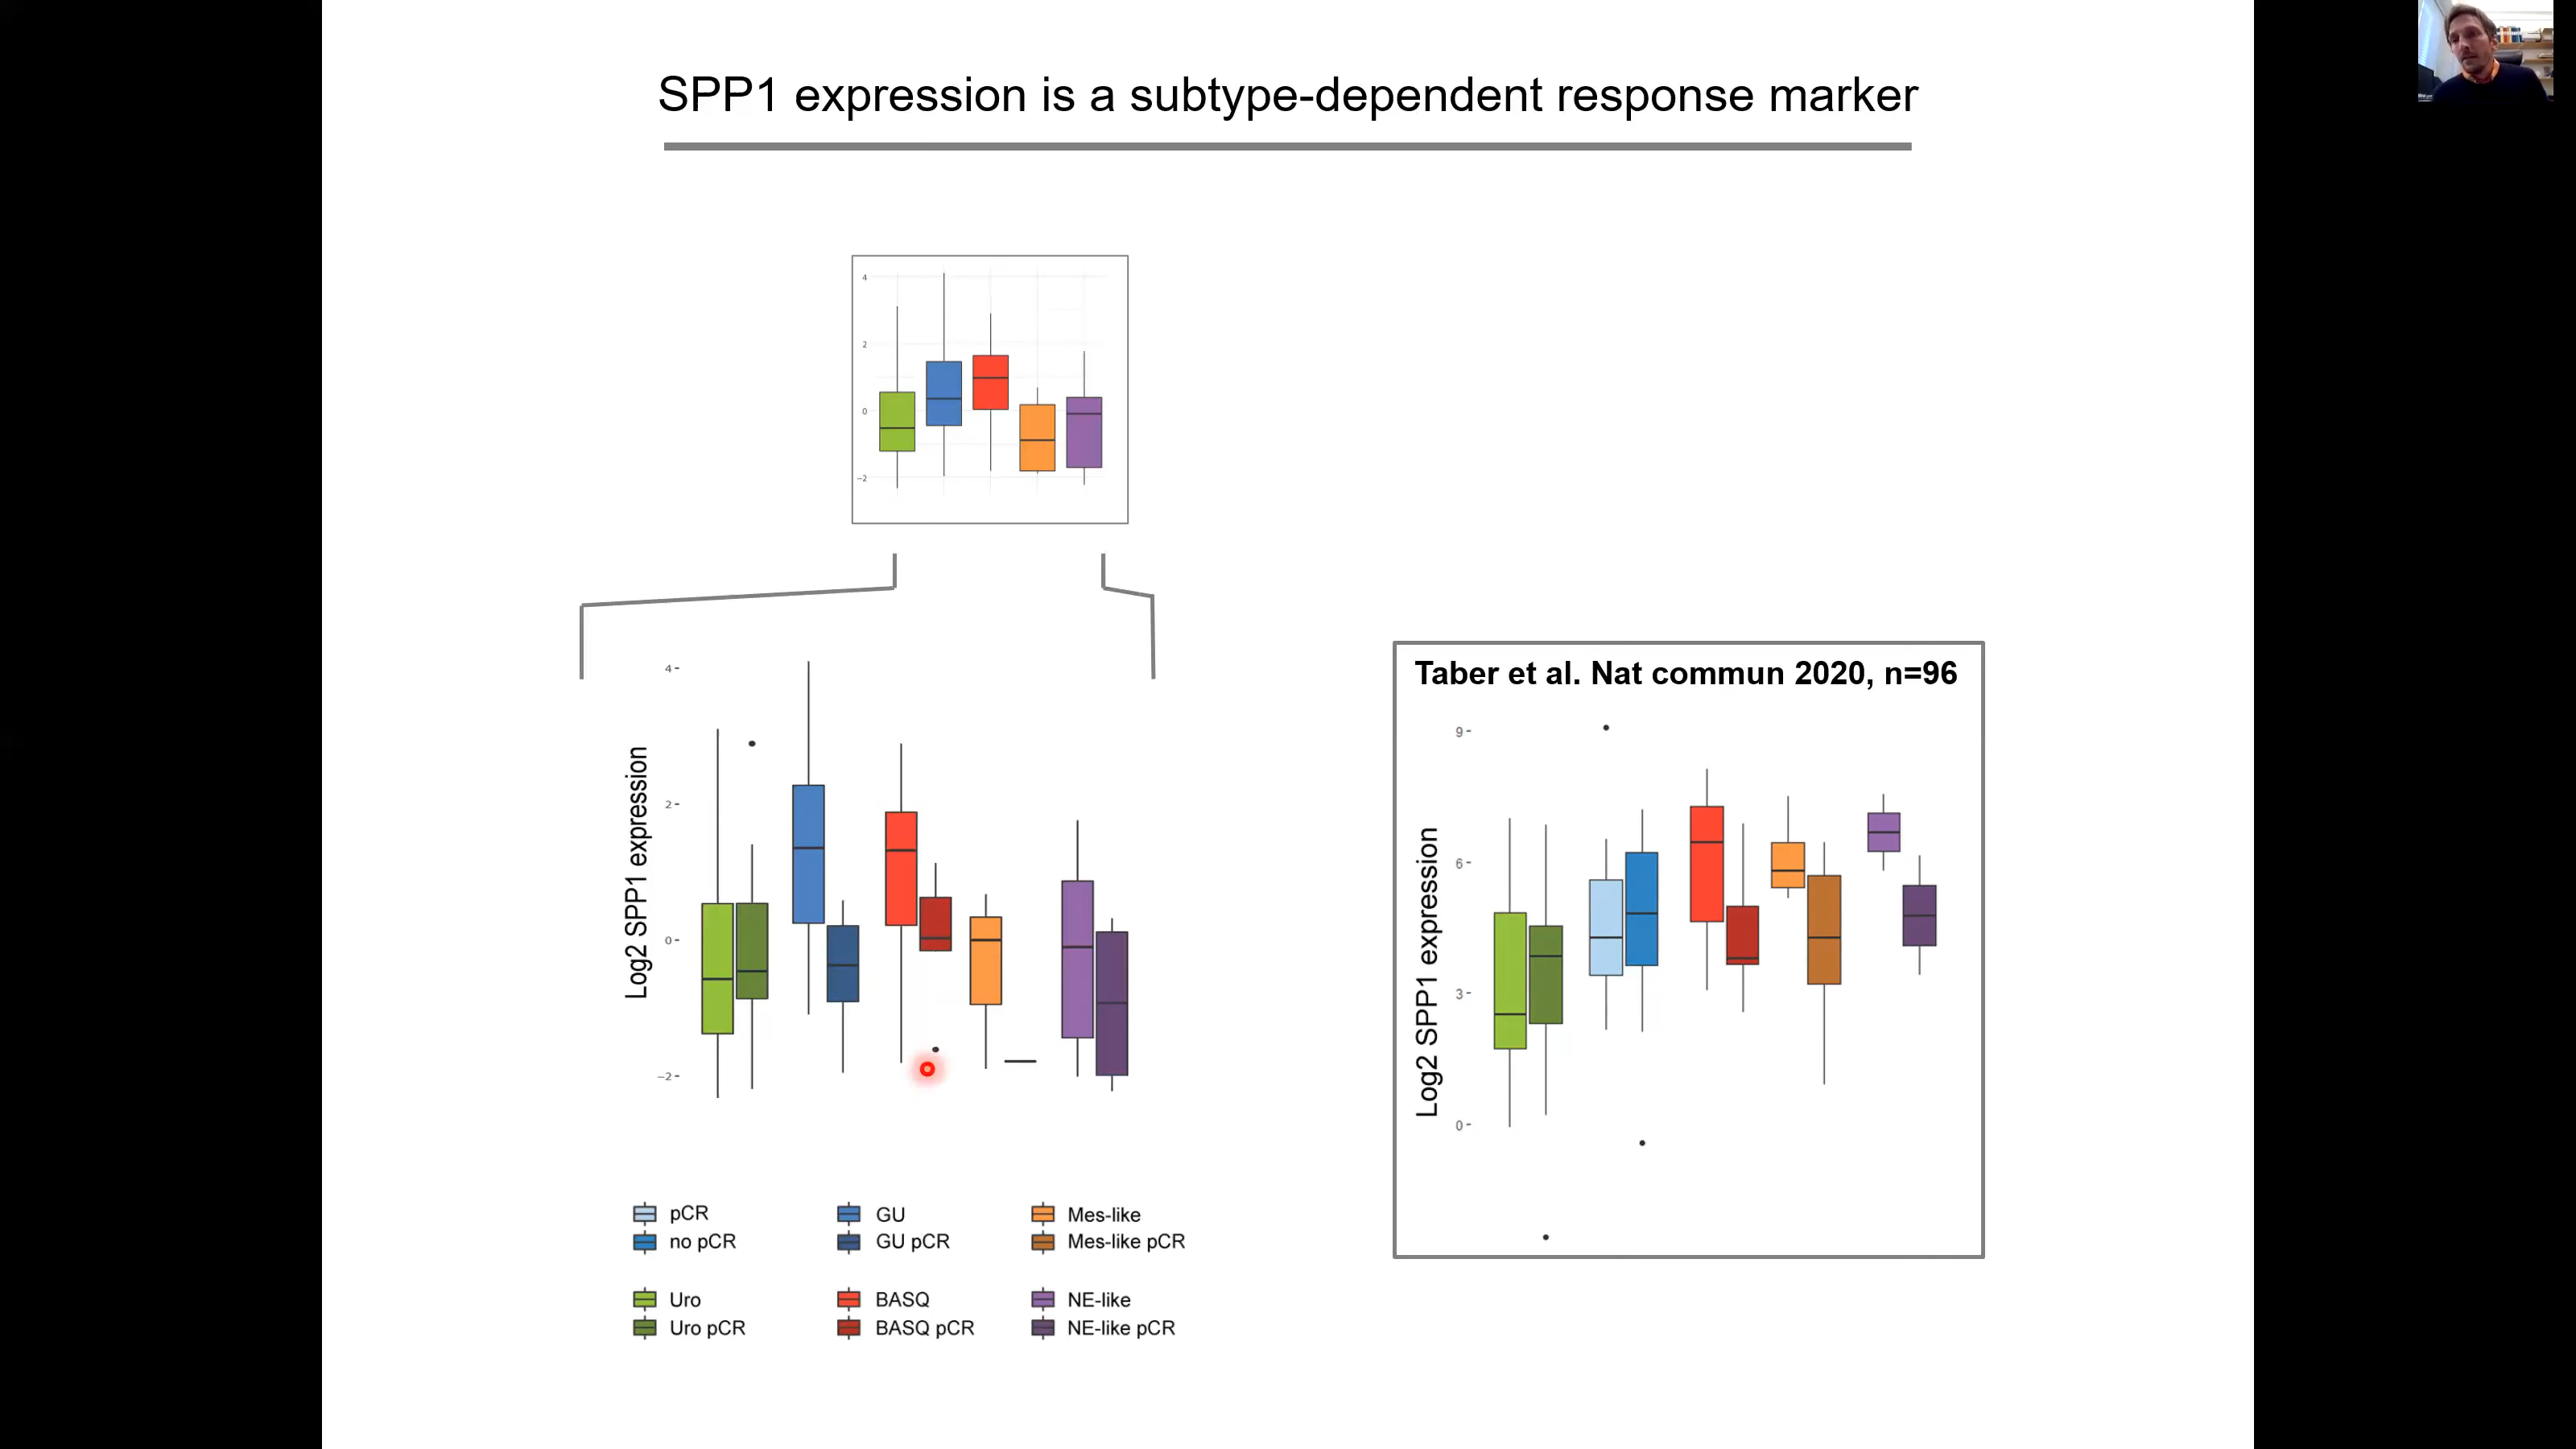 SPP1 expression is a subtype-dependent response marker
4
2
0
−2
4
2
0
−2
Log2 SPP1 expression
Taber et al. Nat commun 2020, n=96
9
6
3
0
Log2 SPP1 expression
pCR
no pCR
GU
GU pCR
Mes-like
Mes-like pCR
Uro
Uro pCR
BASQ
BASQ pCR
NE-like
NE-like pCR